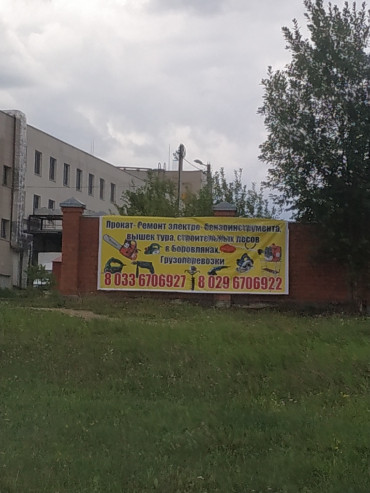 Прокат- Ремонт электро- бензоинструмента,
вышек тура, строительных лесов
в Боровлянах.
Грузоперевозки
8 033 6706927 8 029 6706922